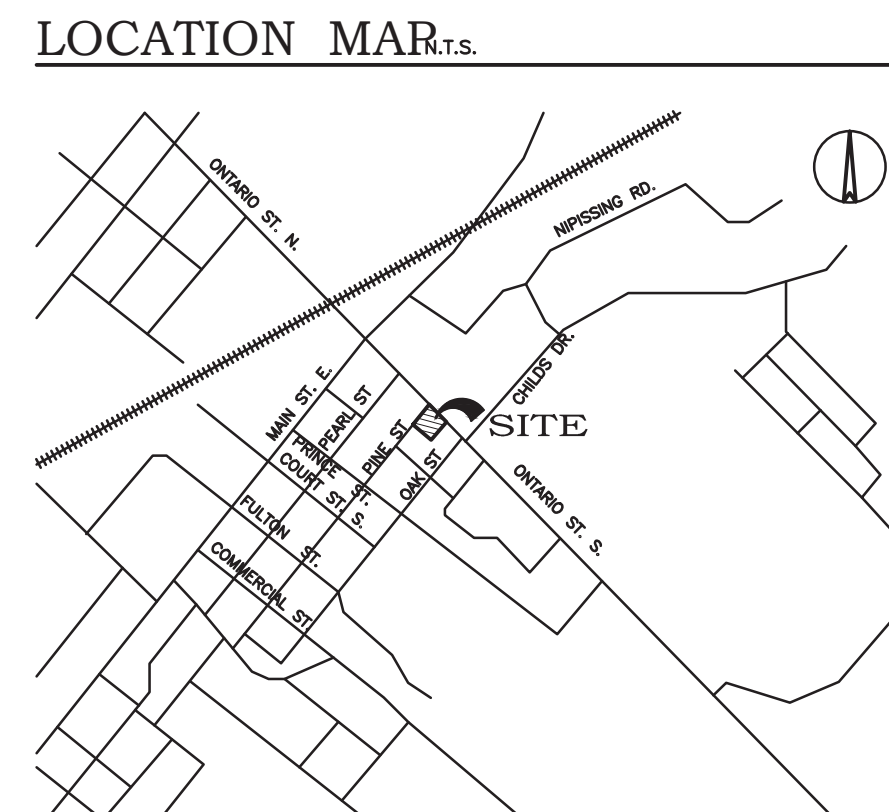 LOCATION MAP
N.T.S.
ONTARIO ST. N.
NIPISSING RD.
CHILDS DR.
MAIN ST. E.
PEARL ST
PINE ST
SITE
PRINCE ST.
COURT ST. S.
OAK ST
ONTARIO ST. S.
FULTON ST.
COMMERCIAL ST.